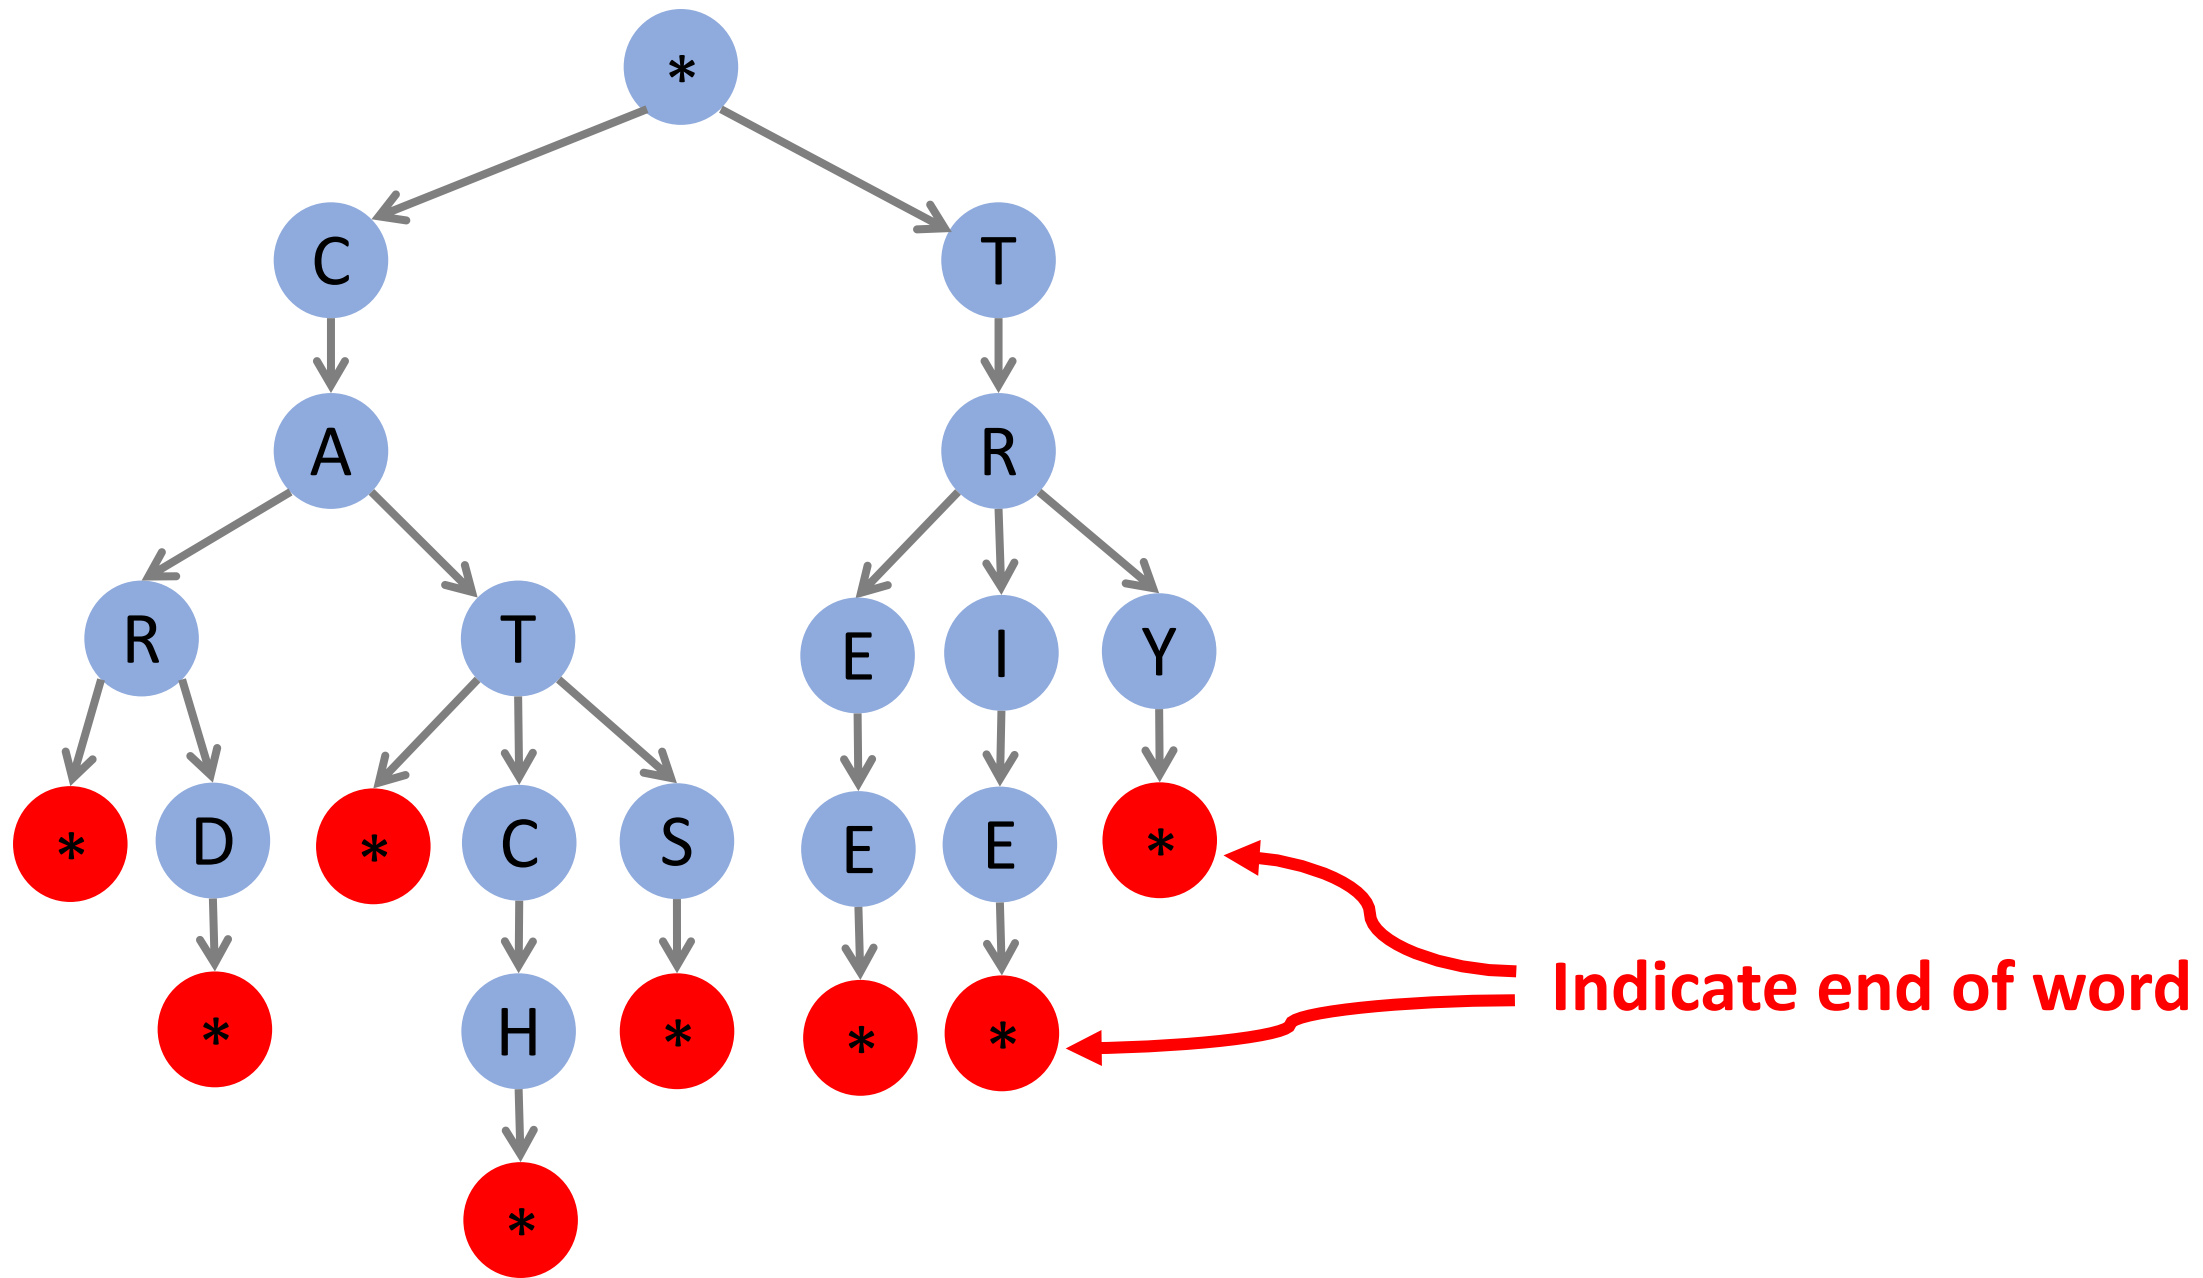 *
C T
A R
R T E I Y
* D * C S E E *
* H * * *
*
Indicate end of word